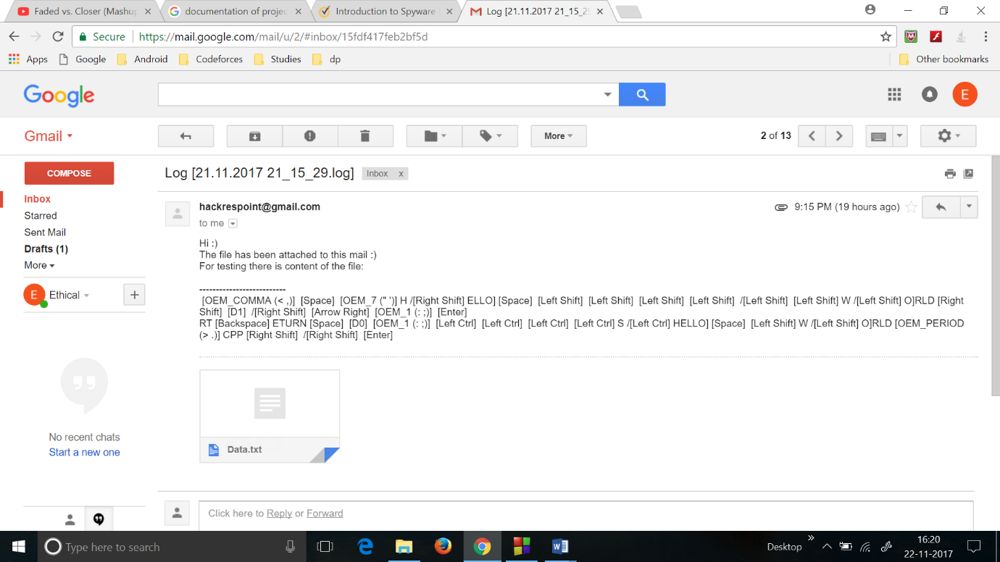 Faded vs. Closer (Mashup
documentation of projec
Introduction to Spyware
Log [21.11.2017 21_15_29
Secure https://mail.google.com/mail/u/2/#inbox/15fdf417feb2bf5d
Apps Google Android Codeforces Studies dp Other bookmarks
Google E
Gmail More 2 of 13
COMPOSE
Log [21.11.2017 21_15_29.log] Inbox x
Inbox
Starred
Sent Mail
Drafts (1)
More
E Ethical +
No recent chats
Start a new one
hackrespoint@gmail.com 9:15 PM (19 hours ago)
to me
Hi :)
The file has been attached to this mail :)
For testing there is content of the file:
--------------------------
[OEM_COMMA (< ,)] [Space] [OEM_7 (" ')] H /[Right Shift] ELLO] [Space] [Left Shift] [Left Shift] [Left Shift] [Left Shift] /[Left Shift] [Left Shift] W /[Left Shift] O]RLD [Right
Shift] [D1] /[Right Shift] [Arrow Right] [OEM_1 (: ;)] [Enter]
RT [Backspace] ETURN [Space] [D0] [OEM_1 (: ;)] [Left Ctrl] [Left Ctrl] [Left Ctrl] [Left Ctrl] S /[Left Ctrl] HELLO] [Space] [Left Shift] W /[Left Shift] O]RLD [OEM_PERIOD
(> .)] CPP [Right Shift] /[Right Shift] [Enter]
Data.txt
Click here to Reply or Forward
Type here to search
Desktop
16:20
22-11-2017